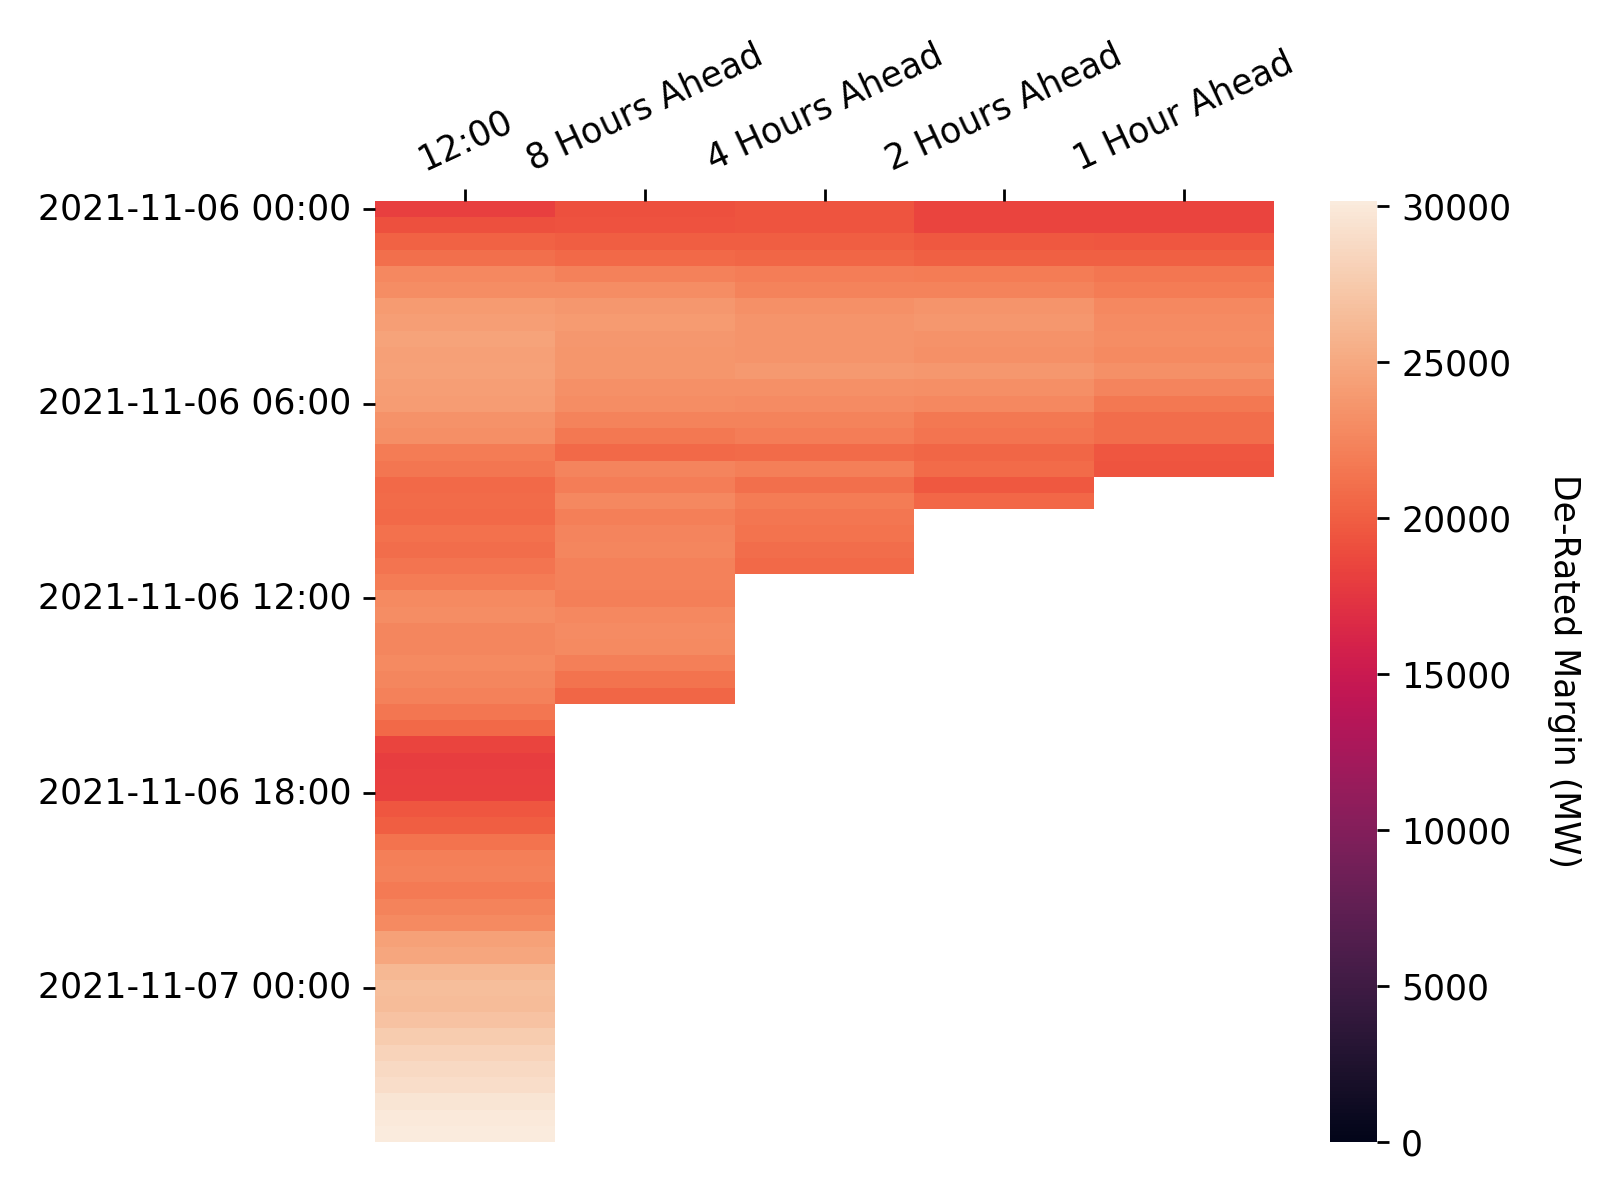 12:00
8 Hours Ahead
4 Hours Ahead
2 Hours Ahead
1 Hour Ahead
2021-11-06 00:00
2021-11-06 06:00
2021-11-06 12:00
2021-11-06 18:00
2021-11-07 00:00
30000
25000
20000
15000
10000
5000
0
De-Rated Margin (MW)